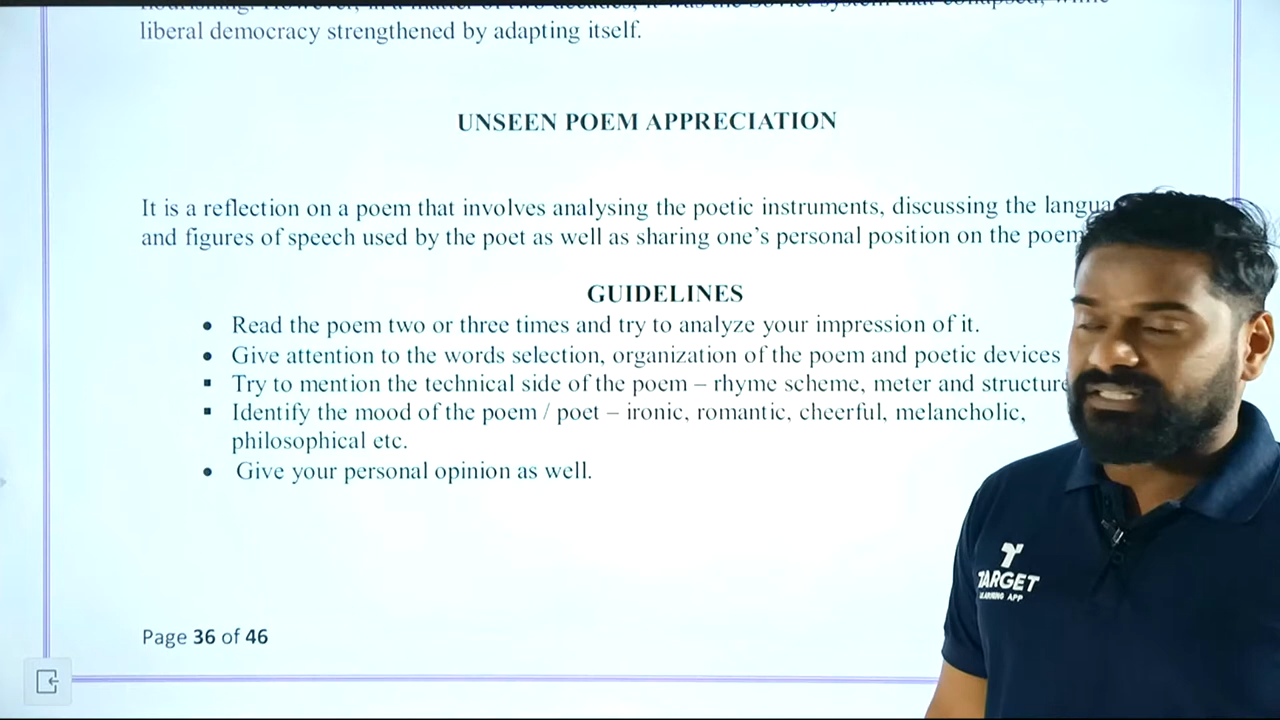 liberal democracy strengthened by adapting itself.
UNSEEN POEM APPRECIATION
It is a reflection on a poem that involves analysing the poetic instruments, discussing the
and figures of speech used by the poet as well as sharing one's personal position on the poem
GUIDELINES
• Read the poem two or three times and try to analyze your impression of it.
• Give attention to the words selection, organization of the poem and poetic devices
▪ Try to mention the technical side of the poem – rhyme scheme, meter and structure
▪ Identify the mood of the poem / poet – ironic, romantic, cheerful, melancholic,
philosophical etc.
• Give your personal opinion as well.
TARGET
LEARNING APP
Page 36 of 46